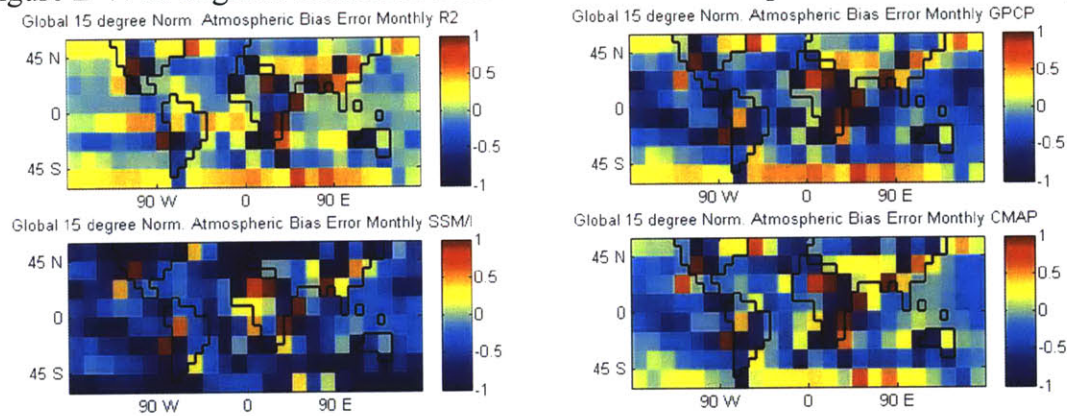 Global 15 degree Norm. Atmospheric Bias Error Monthly R2
45 N
0
45 S
90 W 0 90 E
1
0.5
0
-0.5
-1
Global 15 degree Norm. Atmospheric Bias Error Monthly GPCP
45 N
0
45 S
90 W 0 90 E
1
0.5
0
-0.5
-1
Global 15 degree Norm. Atmospheric Bias Error Monthly SSM/I
45 N
0
45 S
90 W 0 90 E
1
0.5
0
-0.5
-1
Global 15 degree Norm. Atmospheric Bias Error Monthly CMAP
45 N
0
45 S
90 W 0 90 E
1
0.5
0
-0.5
-1